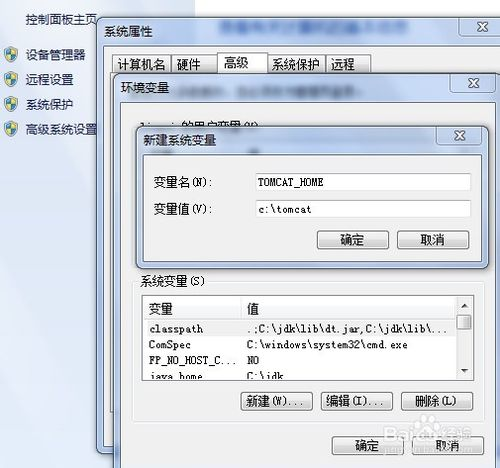 控制面板主页
设备管理器
远程设置
系统保护
高级系统设置
系统属性
计算机名 硬件 高级 系统保护 远程
环境变量
的用户变量(U)
新建系统变量
变量名(N): TOMCAT_HOME
变量值(V): c:\tomcat
确定 取消
系统变量(S)
变量 值
classpath .;C:\jdk\lib\dt.jar,C:\jdk\lib\...
ComSpec C:\windows\system32\cmd.exe
FP_NO_HOST_C... NO
java_home C:\jdk
新建(W)... 编辑(I)... 删除(L)
确定 取消
Baidu经验